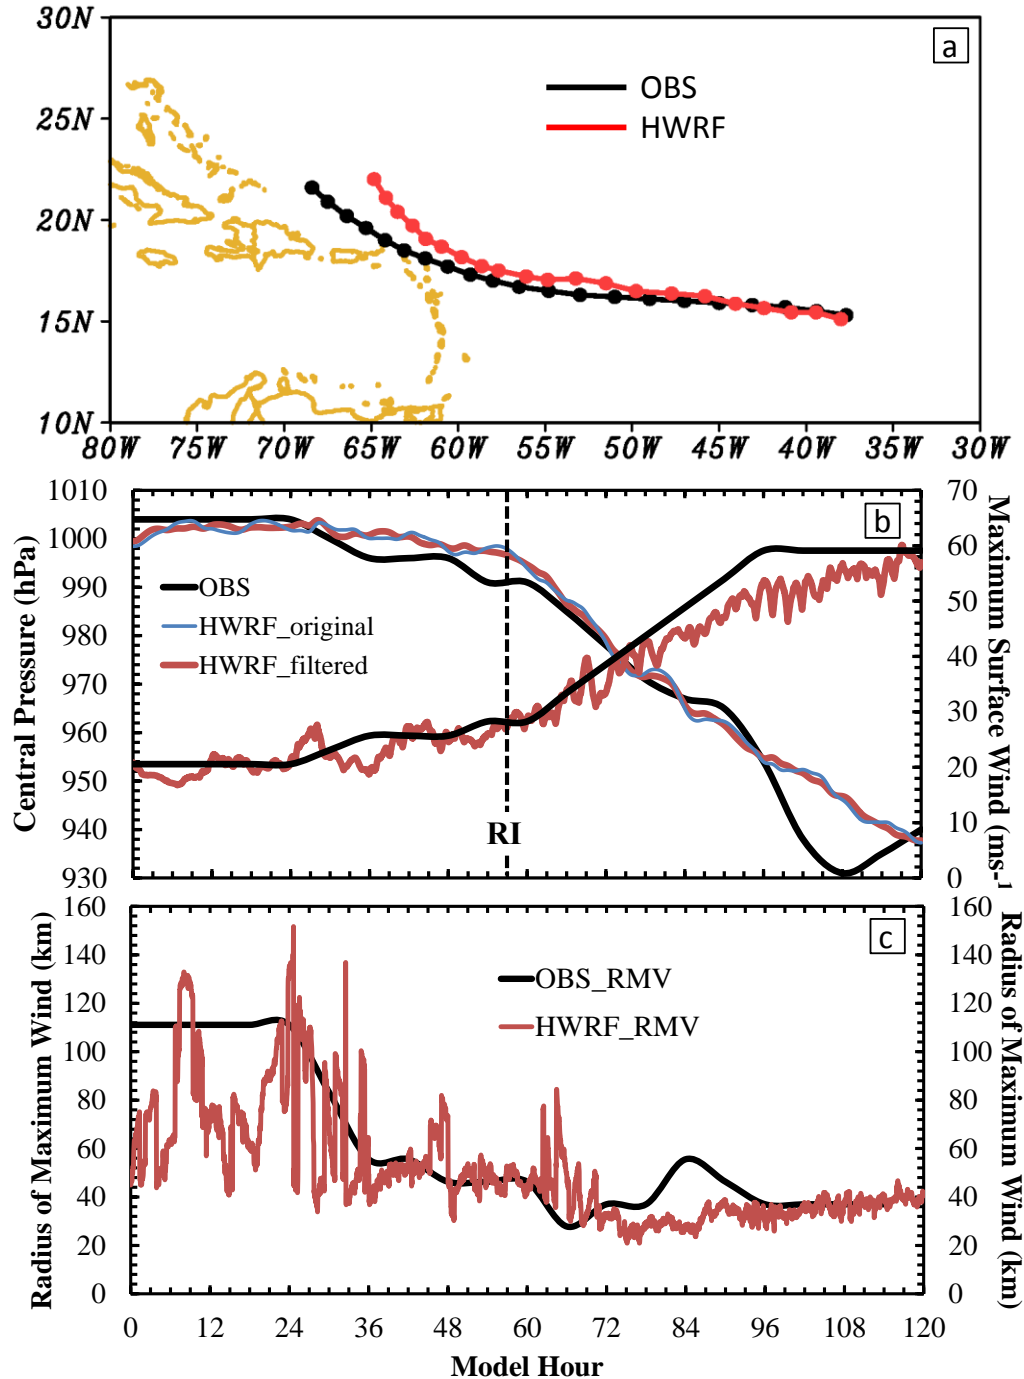 30N
a
OBS
HWRF
25N
20N
15N
10N
80W 75W 70W 65W 60W 55W 50W 45W 40W 35W 30W
1010 70
b
1000 60
990 50
980 40
970 30
960 20
950 10
940 0
930
Central Pressure (hPa)
Maximum Surface Wind (ms-1
OBS
HWRF_original
HWRF_filtered
RI
160 160
c
140 140
120 120
100 100
80 80
60 60
40 40
20 20
0 0
Radius of Maximum Wind (km)
Radius of Maximum Wind (km)
OBS_RMV
HWRF_RMV
0 12 24 36 48 60 72 84 96 108 120
Model Hour